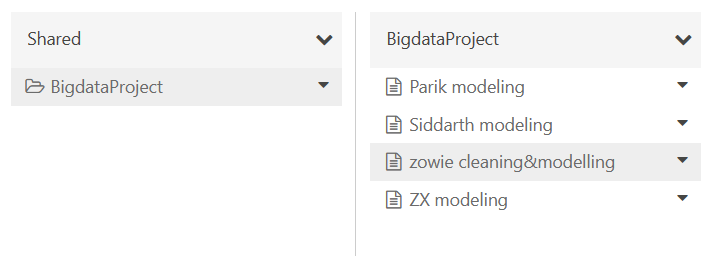 Shared
BigdataProject
BigdataProject
Parik modeling
Siddarth modeling
zowie cleaning&modelling
ZX modeling